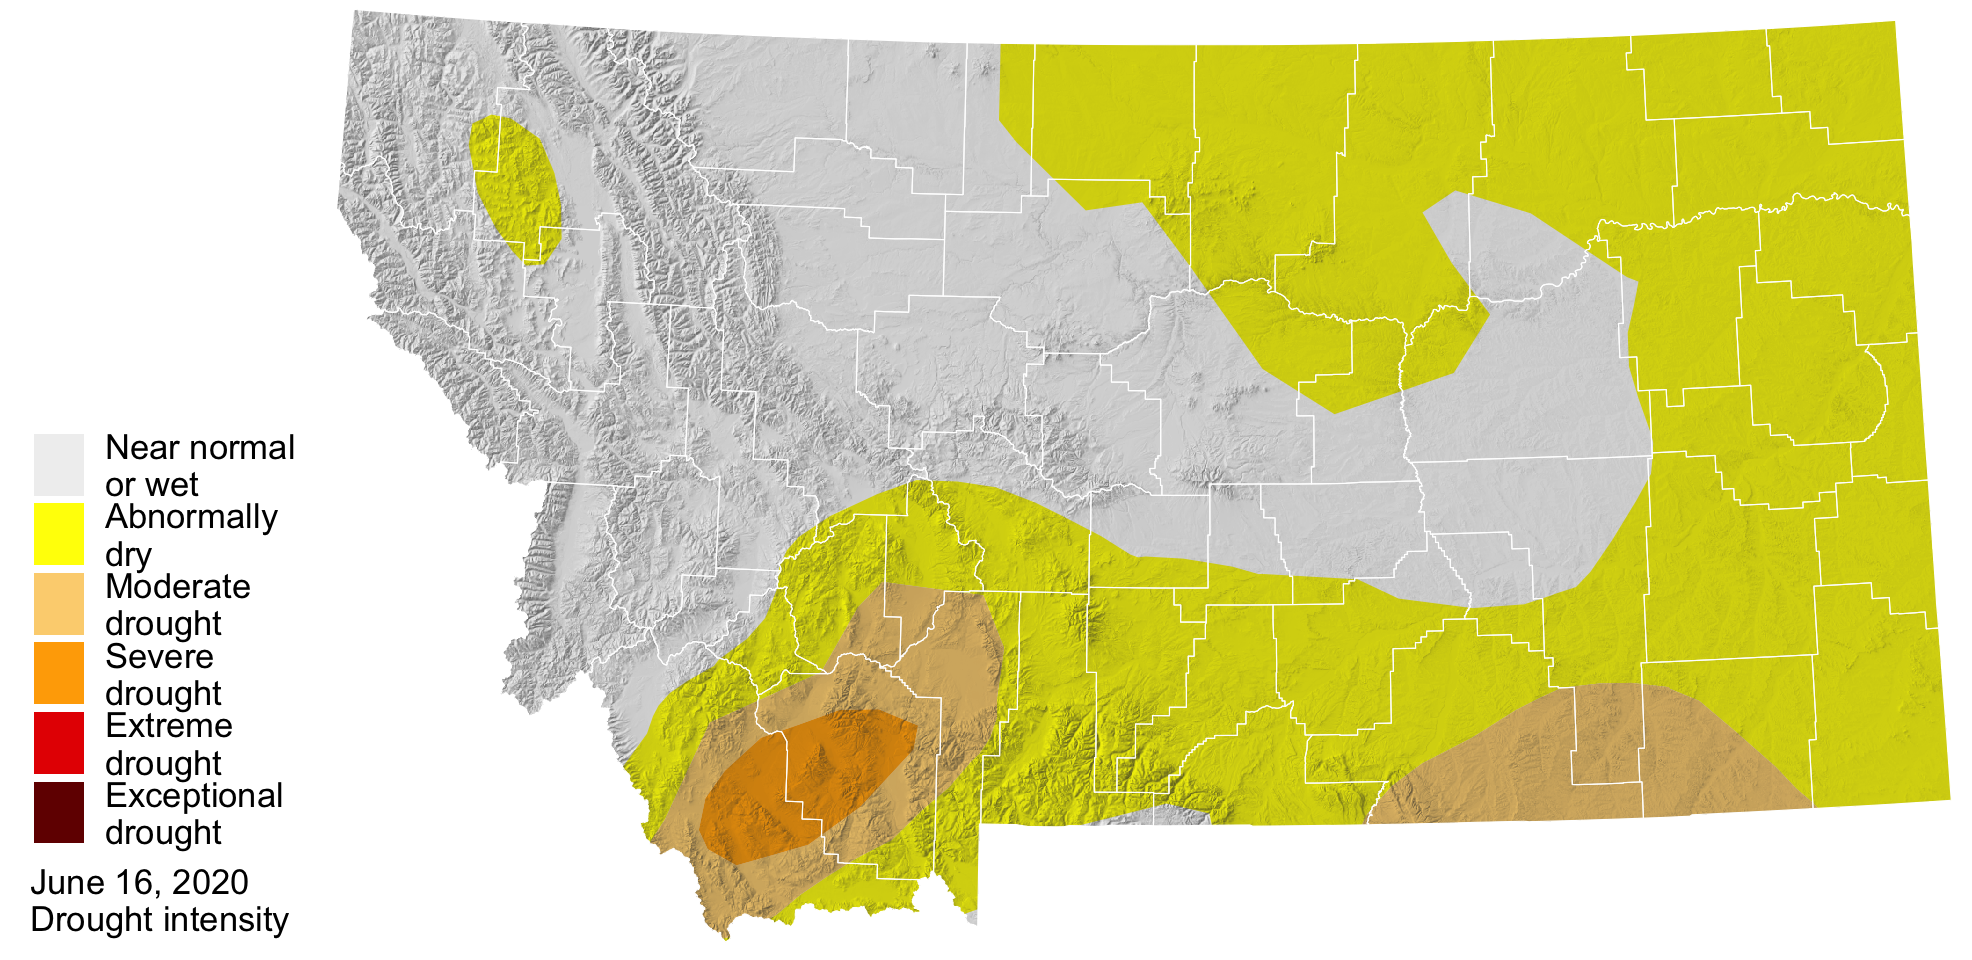 Near normal
or wet
Abnormally
dry
Moderate
drought
Severe
drought
Extreme
drought
Exceptional
drought
June 16, 2020
Drought intensity